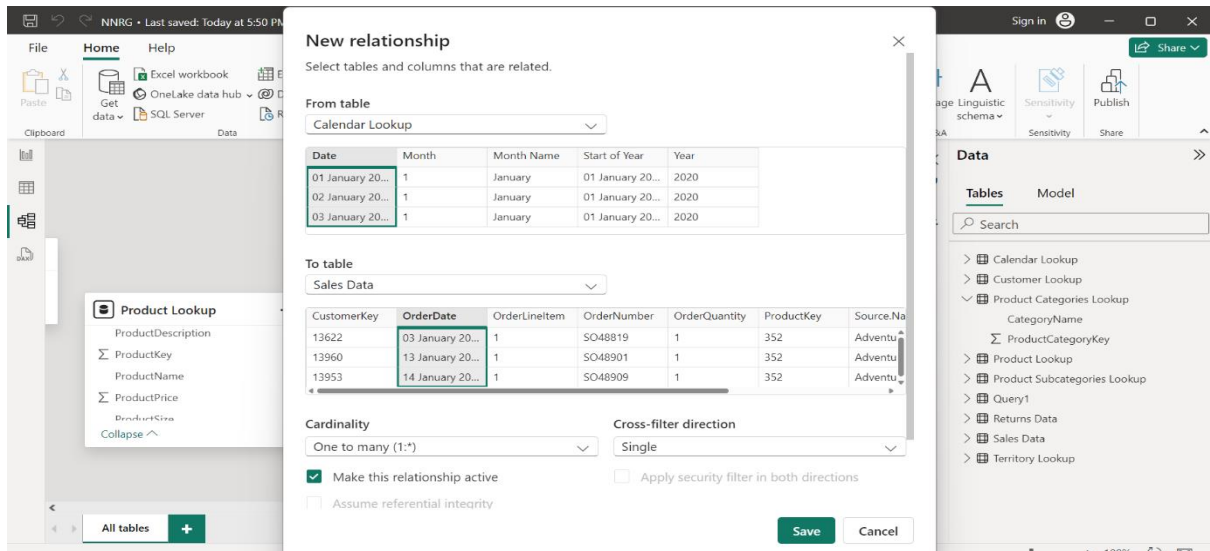 NNRG • Last saved: Today at 5:50 PM
Sign in
File Home Help
Share
Paste
Clipboard
Get data
Excel workbook
OneLake data hub
SQL Server
Data
Linguistic schema
Sensitivity
Sensitivity
Publish
Share
New relationship
Select tables and columns that are related.
From table
Calendar Lookup
Date Month Month Name Start of Year Year
01 January 20... 1 January 01 January 20... 2020
02 January 20... 1 January 01 January 20... 2020
03 January 20... 1 January 01 January 20... 2020
To table
Sales Data
CustomerKey OrderDate OrderLineItem OrderNumber OrderQuantity ProductKey Source.Na
13622 03 January 20... 1 SO48819 1 352 Adventu
13960 13 January 20... 1 SO48901 1 352 Adventu
13953 14 January 20... 1 SO48909 1 352 Adventu
Cardinality
One to many (1:*)
Cross-filter direction
Single
Make this relationship active
Apply security filter in both directions
Assume referential integrity
Save Cancel
Product Lookup
ProductDescription
∑ ProductKey
ProductName
∑ ProductPrice
ProductSize
Collapse
All tables +
Data
Tables Model
Search
Calendar Lookup
Customer Lookup
Product Categories Lookup
CategoryName
∑ ProductCategoryKey
Product Lookup
Product Subcategories Lookup
Query1
Returns Data
Sales Data
Territory Lookup